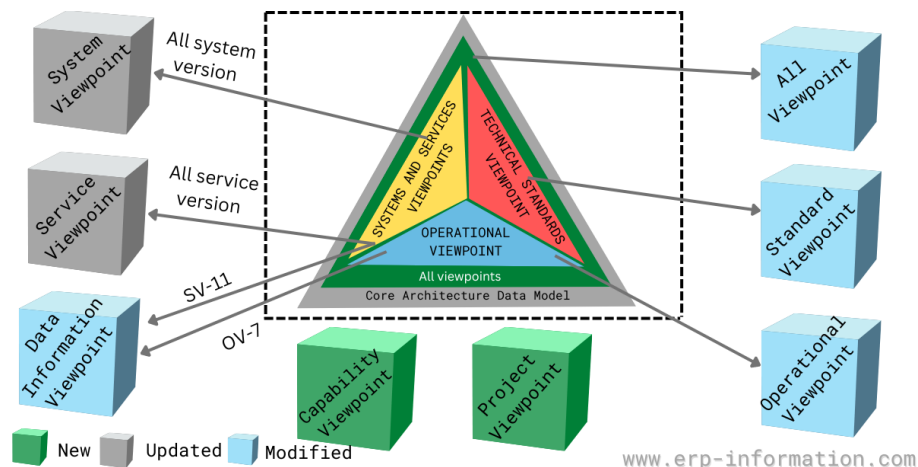 System
Viewpoint
All system
version
All
Viewpoint
SYSTEMS AND SERVICES
VIEWPOINTS
TECHNICAL STANDARDS
VIEWPOINT
Service
Viewpoint
All service
version
Standard
Viewpoint
OPERATIONAL
VIEWPOINT
All viewpoints
Core Architecture Data Model
SV-11
OV-7
Data
Information
Viewpoint
Capability
Viewpoint
Project
Viewpoint
Operational
Viewpoint
New
Updated
Modified
www.erp-information.com